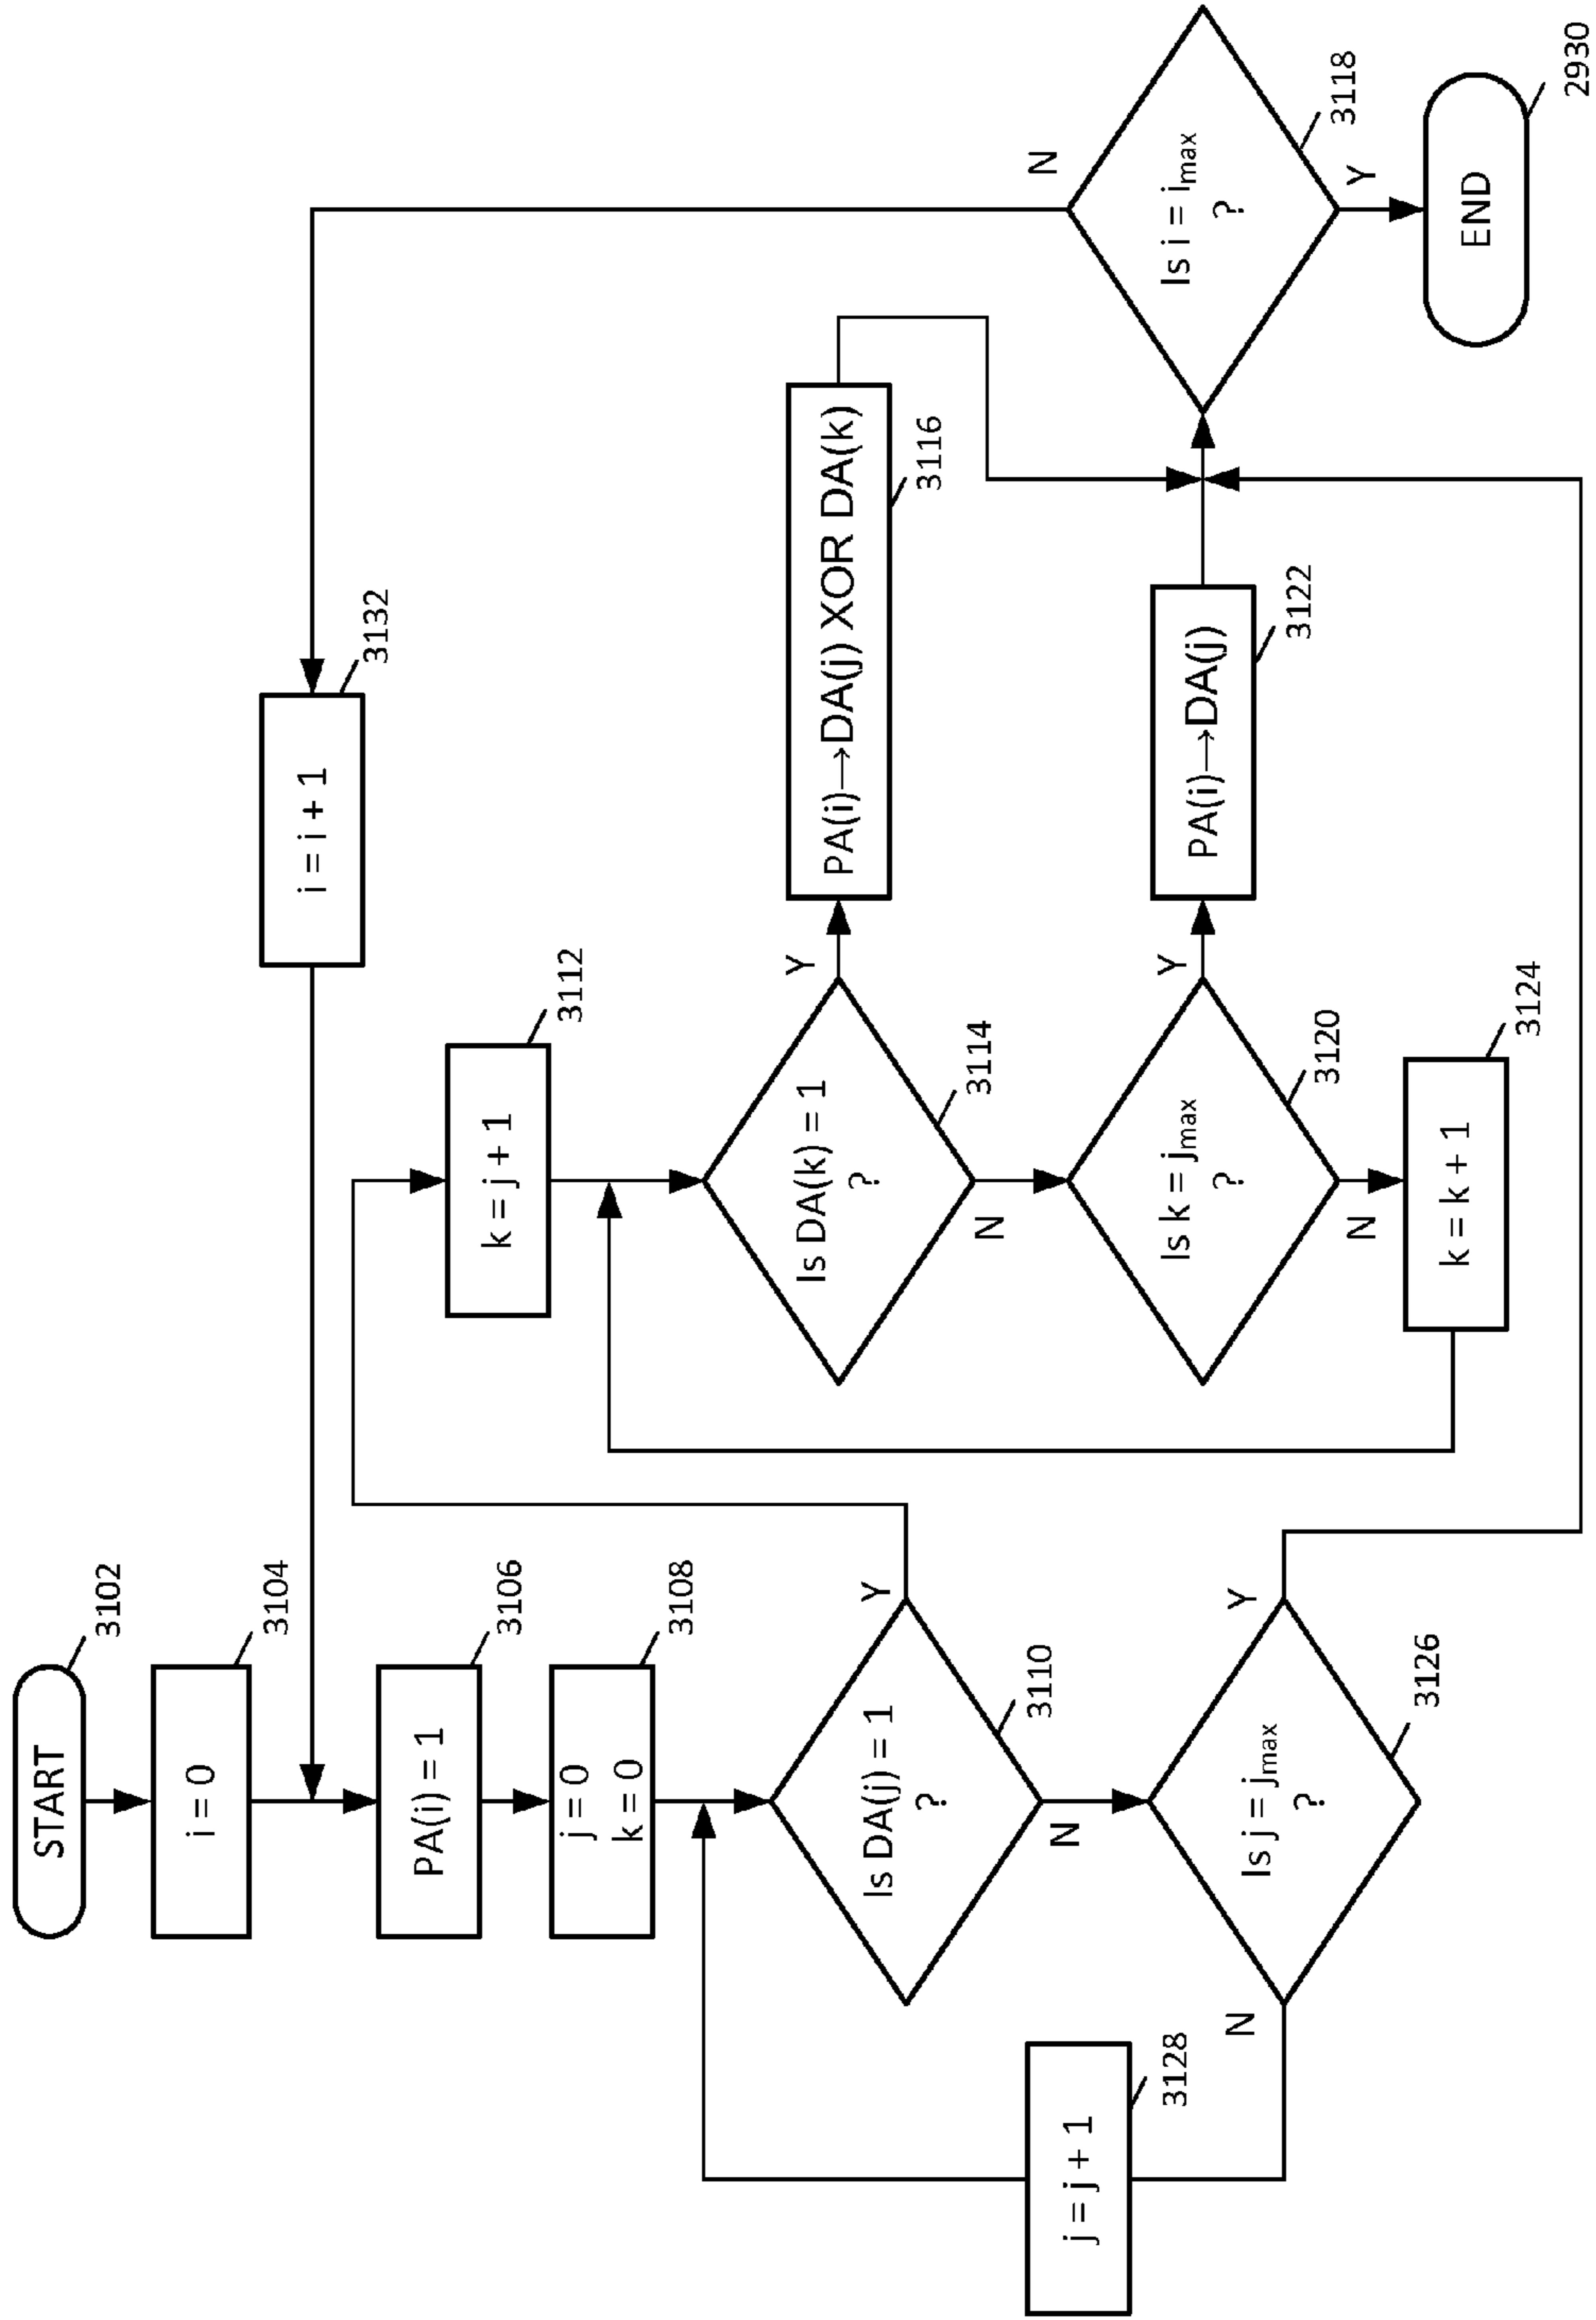 START
3102
i = 0
3104
PA(i) = 1
3106
j = 0
k = 0
3108
Is DA(j) = 1
?
3110
Y
N
Is j = jmax
?
3126
Y
N
j = j + 1
3128
k = j + 1
3112
Is DA(k) = 1
?
3114
Y
N
Is k = jmax
?
3120
Y
N
k = k + 1
3124
i = i + 1
3132
PA(i)→DA(j) XOR DA(k)
3116
PA(i)→DA(j)
3122
Is i = imax
?
3118
N
Y
END
2930